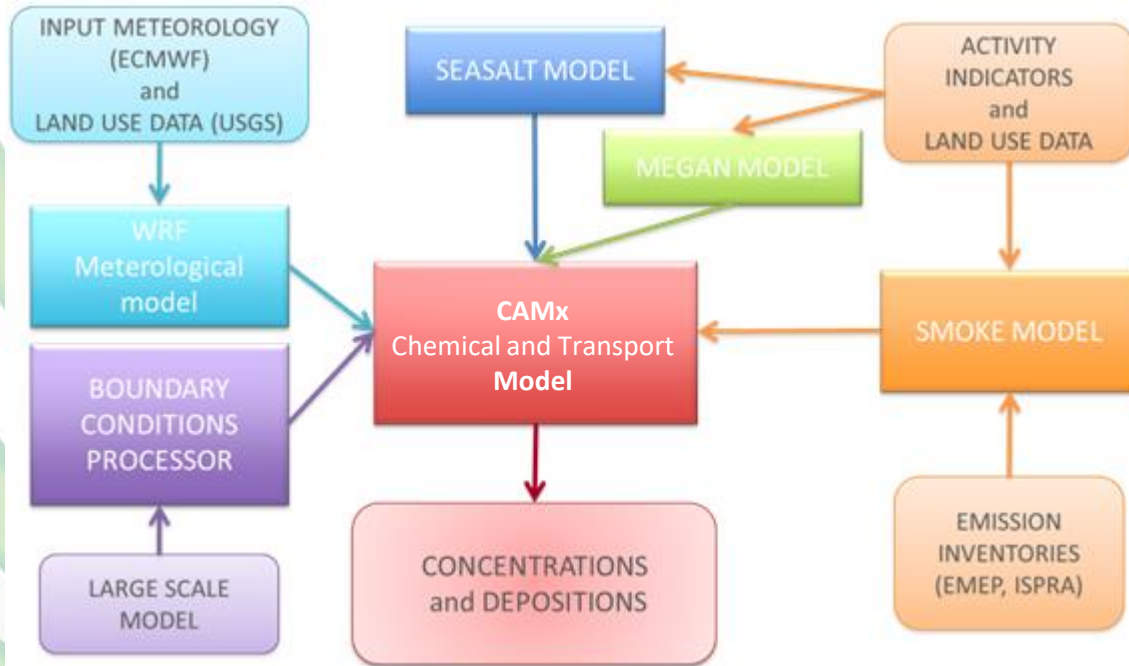 INPUT METEOROLOGY
(ECMWF)
and
LAND USE DATA (USGS)
SEASALT MODEL
ACTIVITY
INDICATORS
and
LAND USE DATA
MEGAN MODEL
WRF
Meterological
model
CAMx
Chemical and Transport
Model
SMOKE MODEL
BOUNDARY
CONDITIONS
PROCESSOR
LARGE SCALE
MODEL
CONCENTRATIONS
and DEPOSITIONS
EMISSION
INVENTORIES
(EMEP, ISPRA)